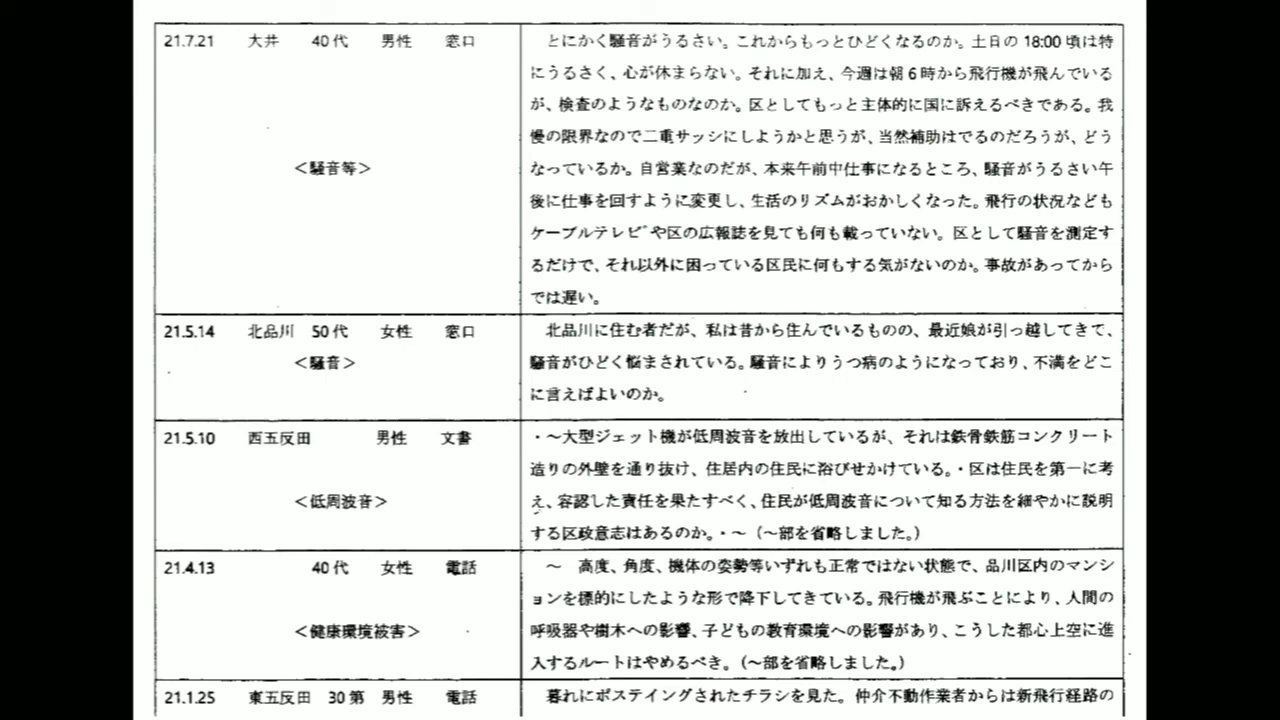 21.7.21 大井 40代 男性 窓口
<騒音等>
とにかく騒音がうるさい。これからもっとひどくなるのか。土日の18:00頃は特
にうるさく、心が休まらない。それに加え、今週は朝6時から飛行機が飛んでいる
が、検査のようなものなのか。区としてもっと主体的に国に訴えるべきである。我
慢の限界なので二重サッシにしようかと思うが、当然補助はでるのだろうが、どう
なっているか。自営業なのだが、本来午前中仕事になるところ、騒音がうるさい午
後に仕事を回すように変更し、生活のリズムがおかしくなった。飛行の状況なども
ケーブルテレビや区の広報誌を見ても何も載っていない。区として騒音を測定す
るだけで、それ以外に困っている区民に何もする気がないのか。事故があってから
では遅い。
21.5.14 北品川 50代 女性 窓口
<騒音>
北品川に住む者だが、私は昔から住んでいるものの、最近娘が引っ越してきて、
騒音がひどく悩まされている。騒音によりうつ病のようになっており、不満をどこ
に言えばよいのか。
21.5.10 西五反田 男性 文書
<低周波音>
・~大型ジェット機が低周波音を放出しているが、それは鉄骨鉄筋コンクリート
造りの外壁を通り抜け、住居内の住民に浴びせかけている。・区は住民を第一に考
え、容認した責任を果たすべく、住民が低周波音について知る方法を細やかに説明
する区政意志はあるのか。・~(~部を省略しました。)
21.4.13 40代 女性 電話
<健康環境被害>
~ 高度、角度、機体の姿勢等いずれも正常ではない状態で、品川区内のマンシ
ョンを標的にしたような形で降下してきている。飛行機が飛ぶことにより、人間の
呼吸器や樹木への影響、子どもの教育環境への影響があり、こうした都心上空に進
入するルートはやめるべき。(~部を省略しました。)
21.1.25 東五反田 30第 男性 電話
暮れにポスティングされたチラシを見た。仲介不動作業者からは新飛行経路の